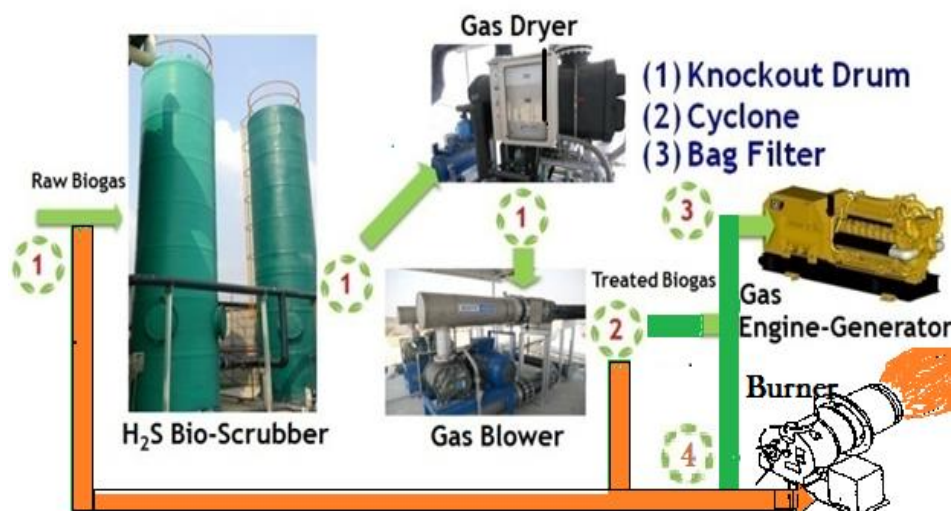 Gas Dryer
(1) Knockout Drum
(2) Cyclone
(3) Bag Filter
Raw Biogas
1
1
1
3
Treated Biogas
2
Gas
Engine-Generator
Burner
4
H₂S Bio-Scrubber
Gas Blower